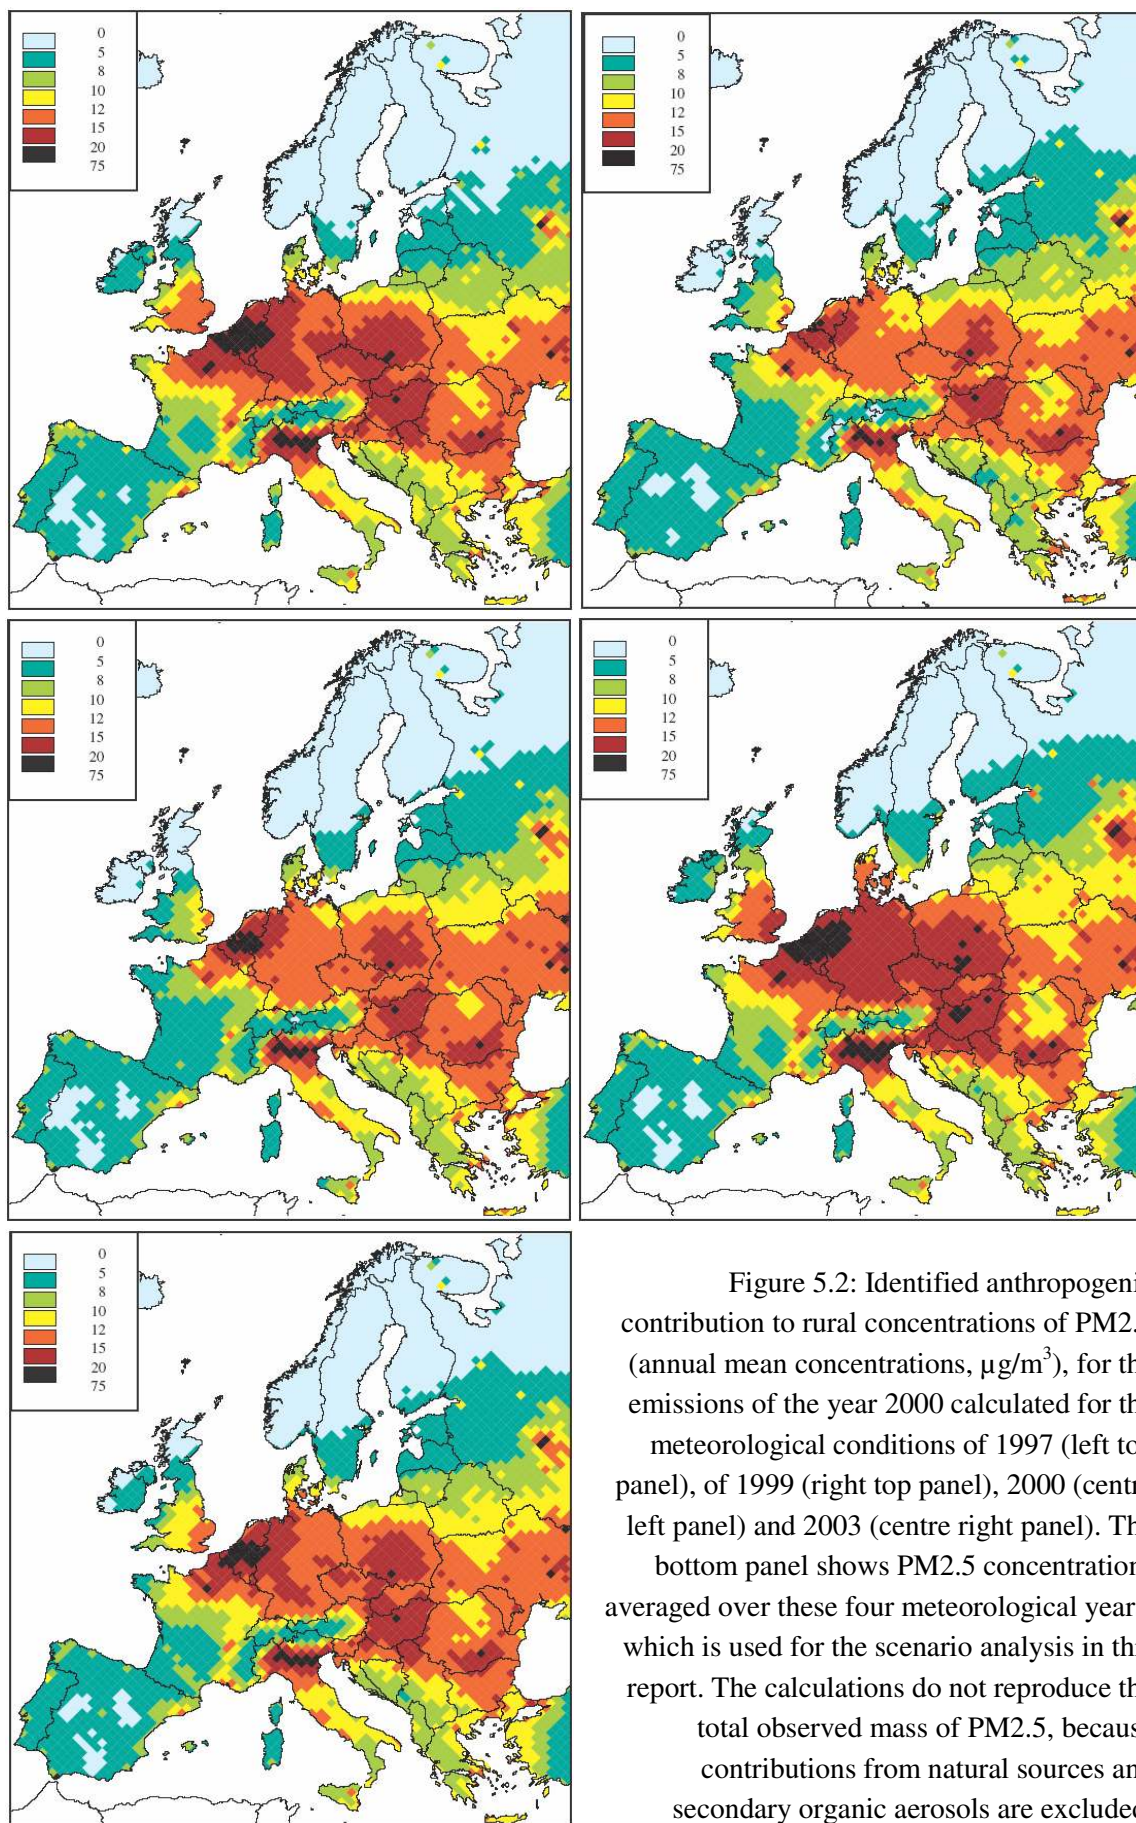 0
5
8
10
12
15
20
75
0
5
8
10
12
15
20
75
0
5
8
10
12
15
20
75
0
5
8
10
12
15
20
75
0
5
8
10
12
15
20
75
Figure 5.2: Identified anthropogeni
contribution to rural concentrations of PM2.
(annual mean concentrations, µg/m³), for th
emissions of the year 2000 calculated for th
meteorological conditions of 1997 (left to
panel), of 1999 (right top panel), 2000 (centr
left panel) and 2003 (centre right panel). Th
bottom panel shows PM2.5 concentration
averaged over these four meteorological year
which is used for the scenario analysis in thi
report. The calculations do not reproduce th
total observed mass of PM2.5, becaus
contributions from natural sources an
secondary organic aerosols are excluded